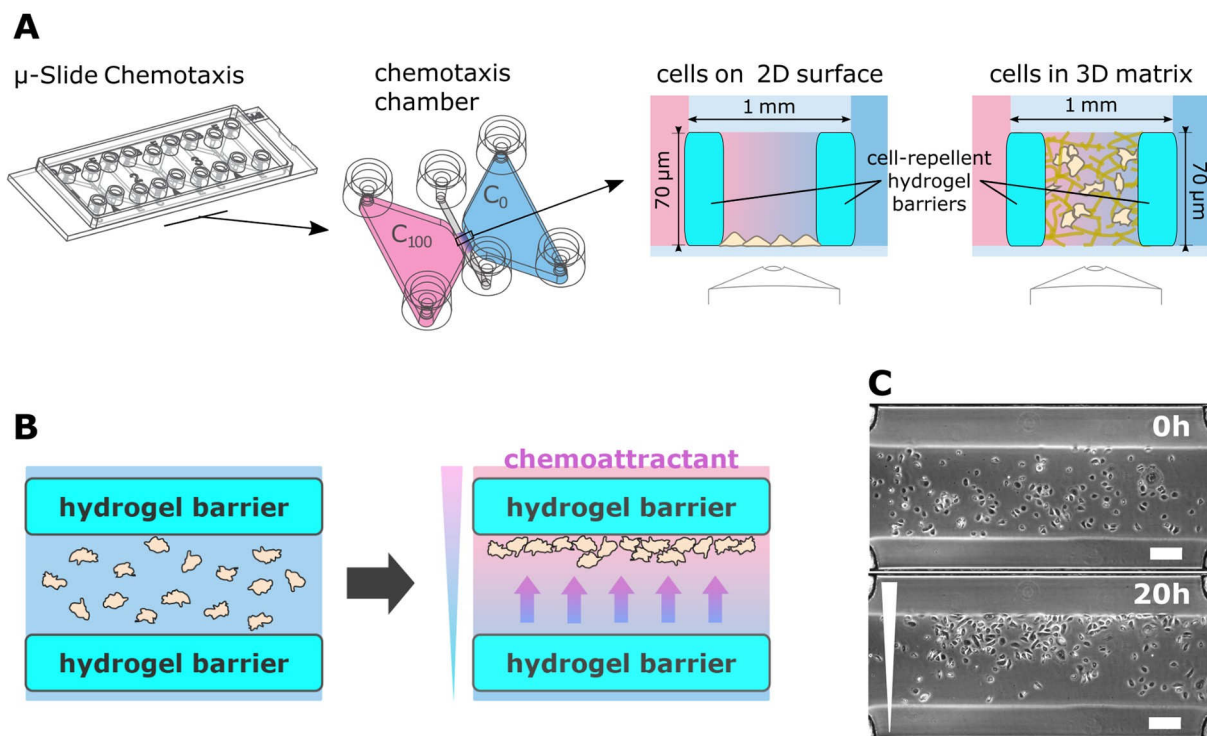 A
µ-Slide Chemotaxis
chemotaxis
chamber
C100
C0
cells on 2D surface
1 mm
70 µm
cell-repellent
hydrogel
barriers
cells in 3D matrix
1 mm
70 µm
B
hydrogel barrier
hydrogel barrier
chemoattractant
hydrogel barrier
hydrogel barrier
C
0h
20h